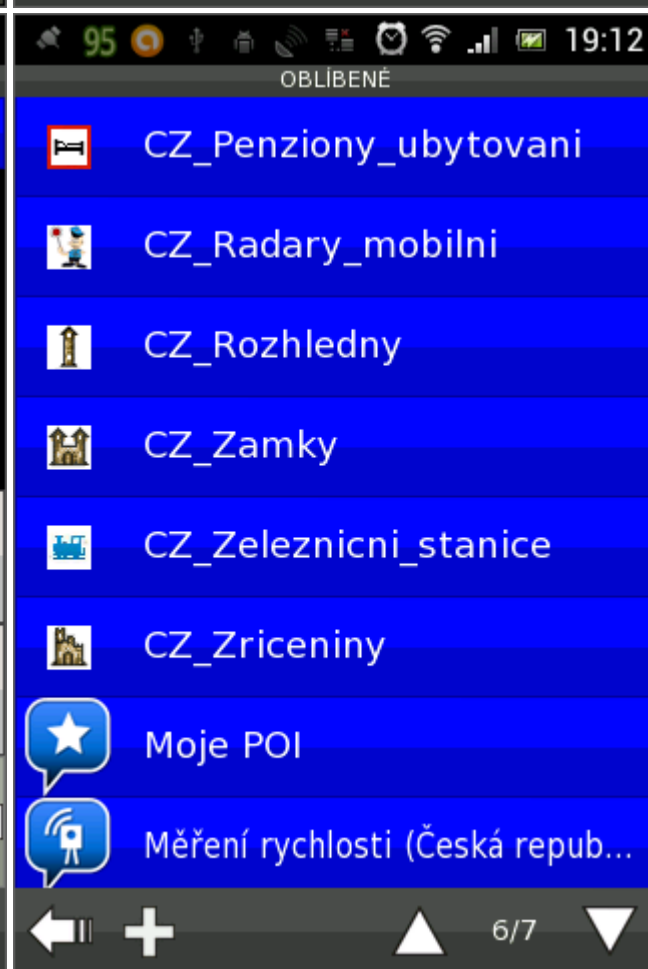 95
19:12
OBLÍBENÉ
CZ_Penziony_ubytovani
CZ_Radary_mobilni
CZ_Rozhledny
CZ_Zamky
CZ_Zeleznicni_stanice
CZ_Zriceniny
Moje POI
Měření rychlosti (Česká repub...
6/7